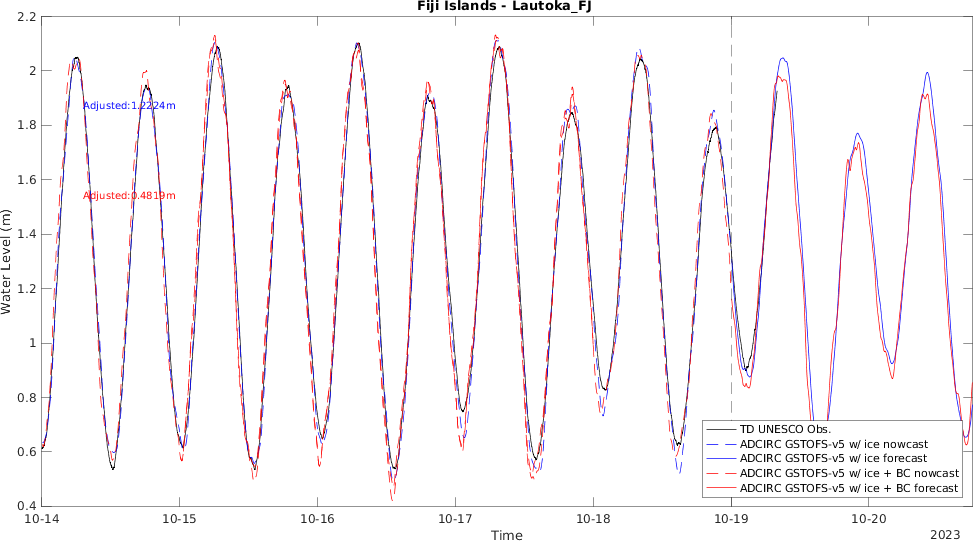 Fiji Islands - Lautoka_FJ
2.2
2
1.8
1.6
1.4
1.2
1
0.8
0.6
0.4
Water Level (m)
Adjusted:1.2224m
Adjusted:0.4819m
TD UNESCO Obs.
ADCIRC GSTOFS-v5 w/ ice nowcast
ADCIRC GSTOFS-v5 w/ ice forecast
ADCIRC GSTOFS-v5 w/ ice + BC nowcast
ADCIRC GSTOFS-v5 w/ ice + BC forecast
10-14 10-15 10-16 10-17 10-18 10-19 10-20
Time
2023